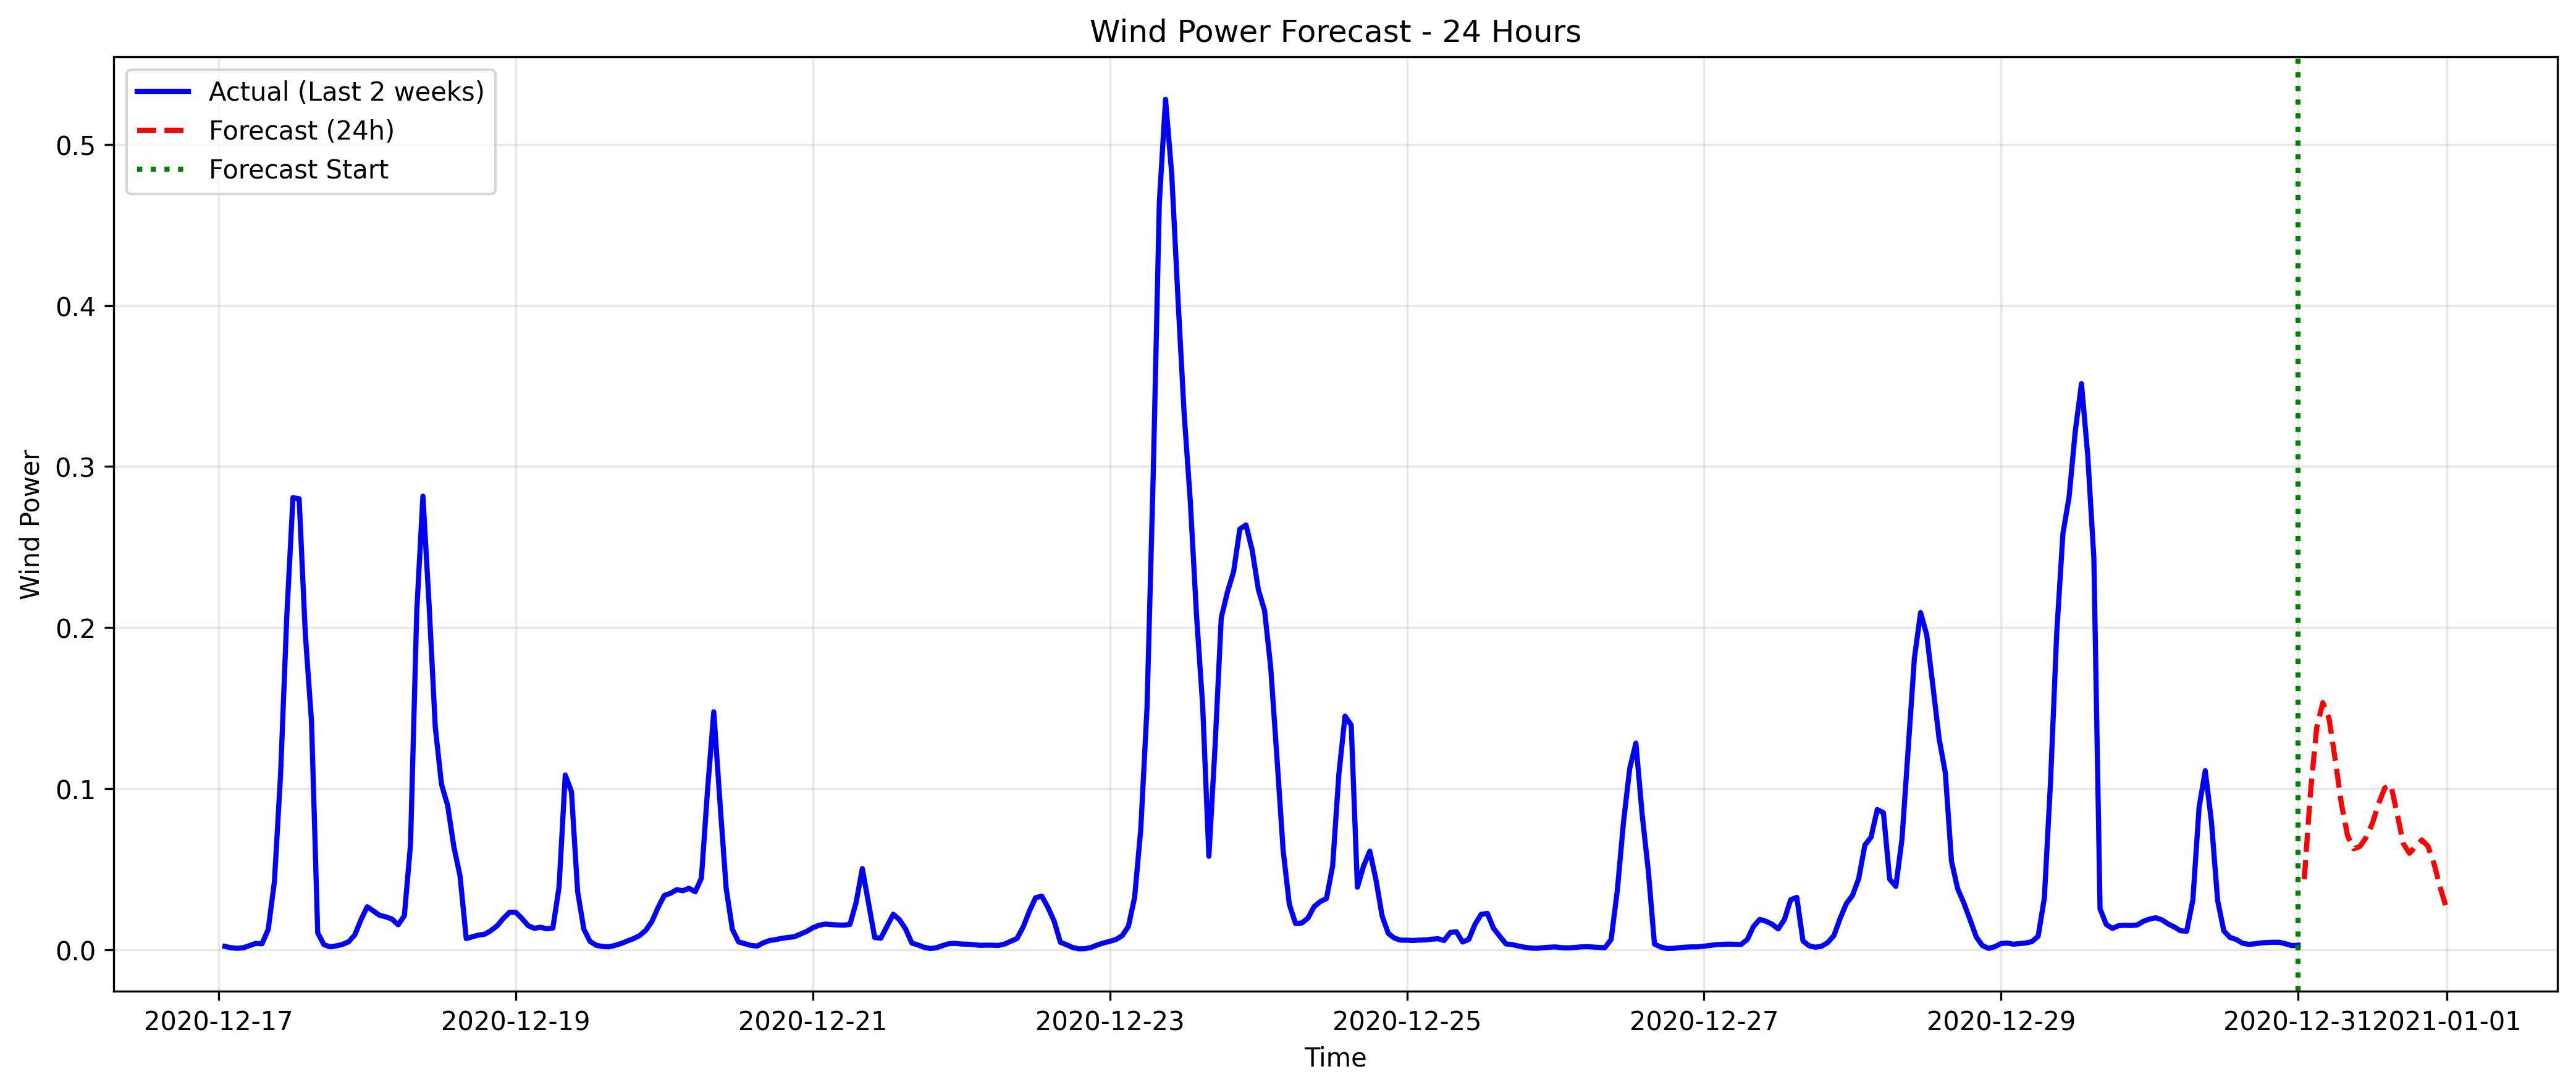 Wind Power Forecast - 24 Hours
Actual (Last 2 weeks)
Forecast (24h)
Forecast Start
Wind Power
0.5
0.4
0.3
0.2
0.1
0.0
2020-12-17 2020-12-19 2020-12-21 2020-12-23 2020-12-25 2020-12-27 2020-12-29 2020-12-31 2021-01-01
Time